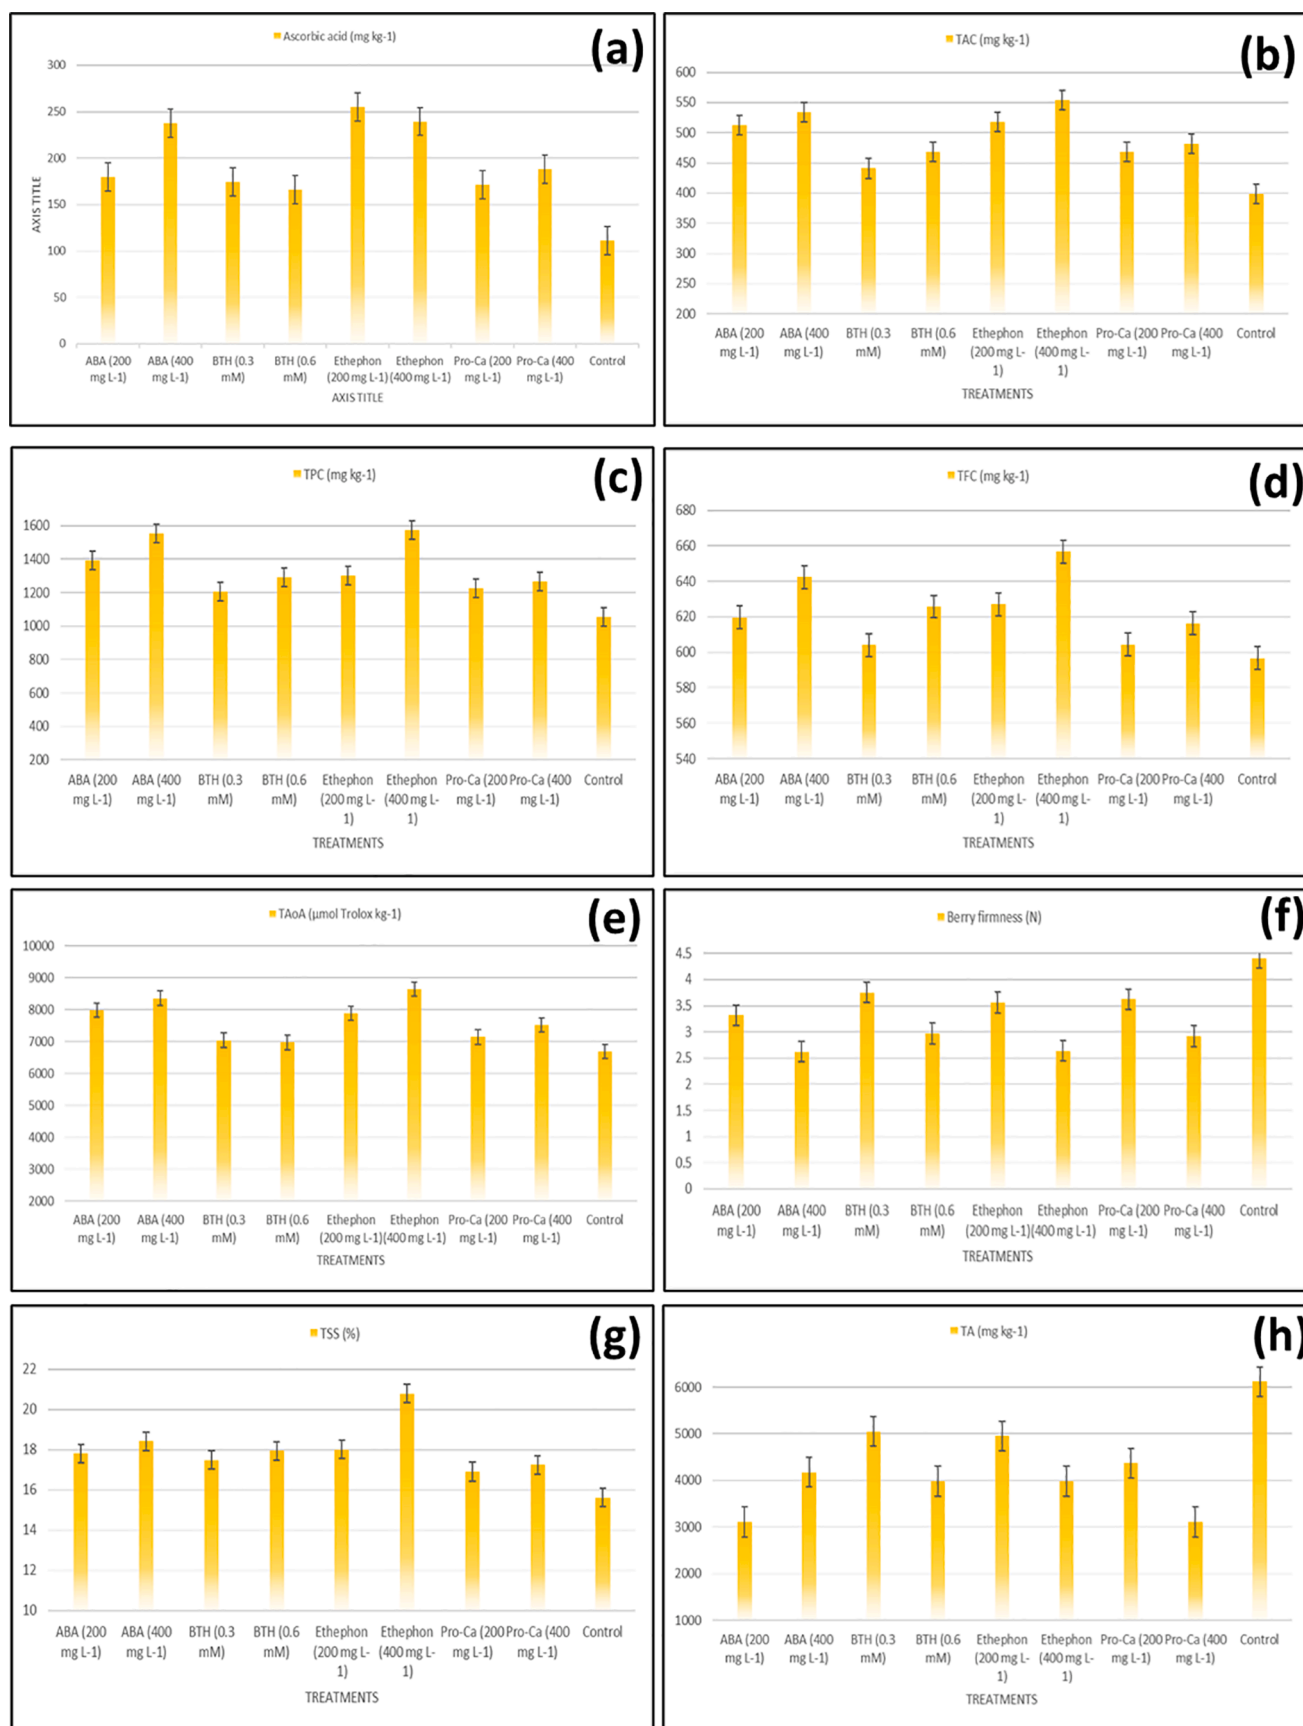 Ascorbic acid (mg kg-1)
(a)
300
250
200
150
100
50
0
AXIS TITLE
ABA (200 ABA (400 BTH (0.3 BTH (0.6 Ethephon Ethephon Pro-Ca (200 Pro-Ca (400 Control
mg L-1) mg L-1) mM) mM) (200 mg L-1) (400 mg L-1) mg L-1) mg L-1)
AXIS TITLE
TAC (mg kg-1)
(b)
600
550
500
450
400
350
300
250
200
ABA (200 ABA (400 BTH (0.3 BTH (0.6 Ethephon Ethephon Pro-Ca (200 Pro-Ca (400 Control
mg L-1) mg L-1) mM) mM) (200 mg L- (400 mg L- mg L-1) mg L-1)
1) 1)
TREATMENTS
TPC (mg kg-1)
(c)
1600
1400
1200
1000
800
600
400
200
ABA (200 ABA (400 BTH (0.3 BTH (0.6 Ethephon Ethephon Pro-Ca (200 Pro-Ca (400 Control
mg L-1) mg L-1) mM) mM) (200 mg L- (400 mg L- mg L-1) mg L-1)
1) 1)
TREATMENTS
TFC (mg kg-1)
(d)
680
660
640
620
600
580
560
540
ABA (200 ABA (400 BTH (0.3 BTH (0.6 Ethephon Ethephon Pro-Ca (200 Pro-Ca (400 Control
mg L-1) mg L-1) mM) mM) (200 mg L- (400 mg L- mg L-1) mg L-1)
1) 1)
TREATMENTS
TAoA (µmol Trolox kg-1)
(e)
10000
9000
8000
7000
6000
5000
4000
3000
2000
ABA (200 ABA (400 BTH (0.3 BTH (0.6 Ethephon Ethephon Pro-Ca (200 Pro-Ca (400 Control
mg L-1) mg L-1) mM) mM) (200 mg L-1) (400 mg L-1) mg L-1) mg L-1)
TREATMENTS
Berry firmness (N)
(f)
4.5
4
3.5
3
2.5
2
1.5
1
0.5
0
ABA (200 ABA (400 BTH (0.3 BTH (0.6 Ethephon Ethephon Pro-Ca (200 Pro-Ca (400 Control
mg L-1) mg L-1) mM) mM) (200 mg L-1) (400 mg L-1) mg L-1) mg L-1)
TREATMENTS
TSS (%)
(g)
22
20
18
16
14
12
10
ABA (200 ABA (400 BTH (0.3 BTH (0.6 Ethephon Ethephon Pro-Ca (200 Pro-Ca (400 Control
mg L-1) mg L-1) mM) mM) (200 mg L- (400 mg L- mg L-1) mg L-1)
1) 1)
TREATMENTS
TA (mg kg-1)
(h)
6000
5000
4000
3000
2000
1000
ABA (200 ABA (400 BTH (0.3 BTH (0.6 Ethephon Ethephon Pro-Ca (200 Pro-Ca (400 Control
mg L-1) mg L-1) mM) mM) (200 mg L-1) (400 mg L-1) mg L-1) mg L-1)
TREATMENTS